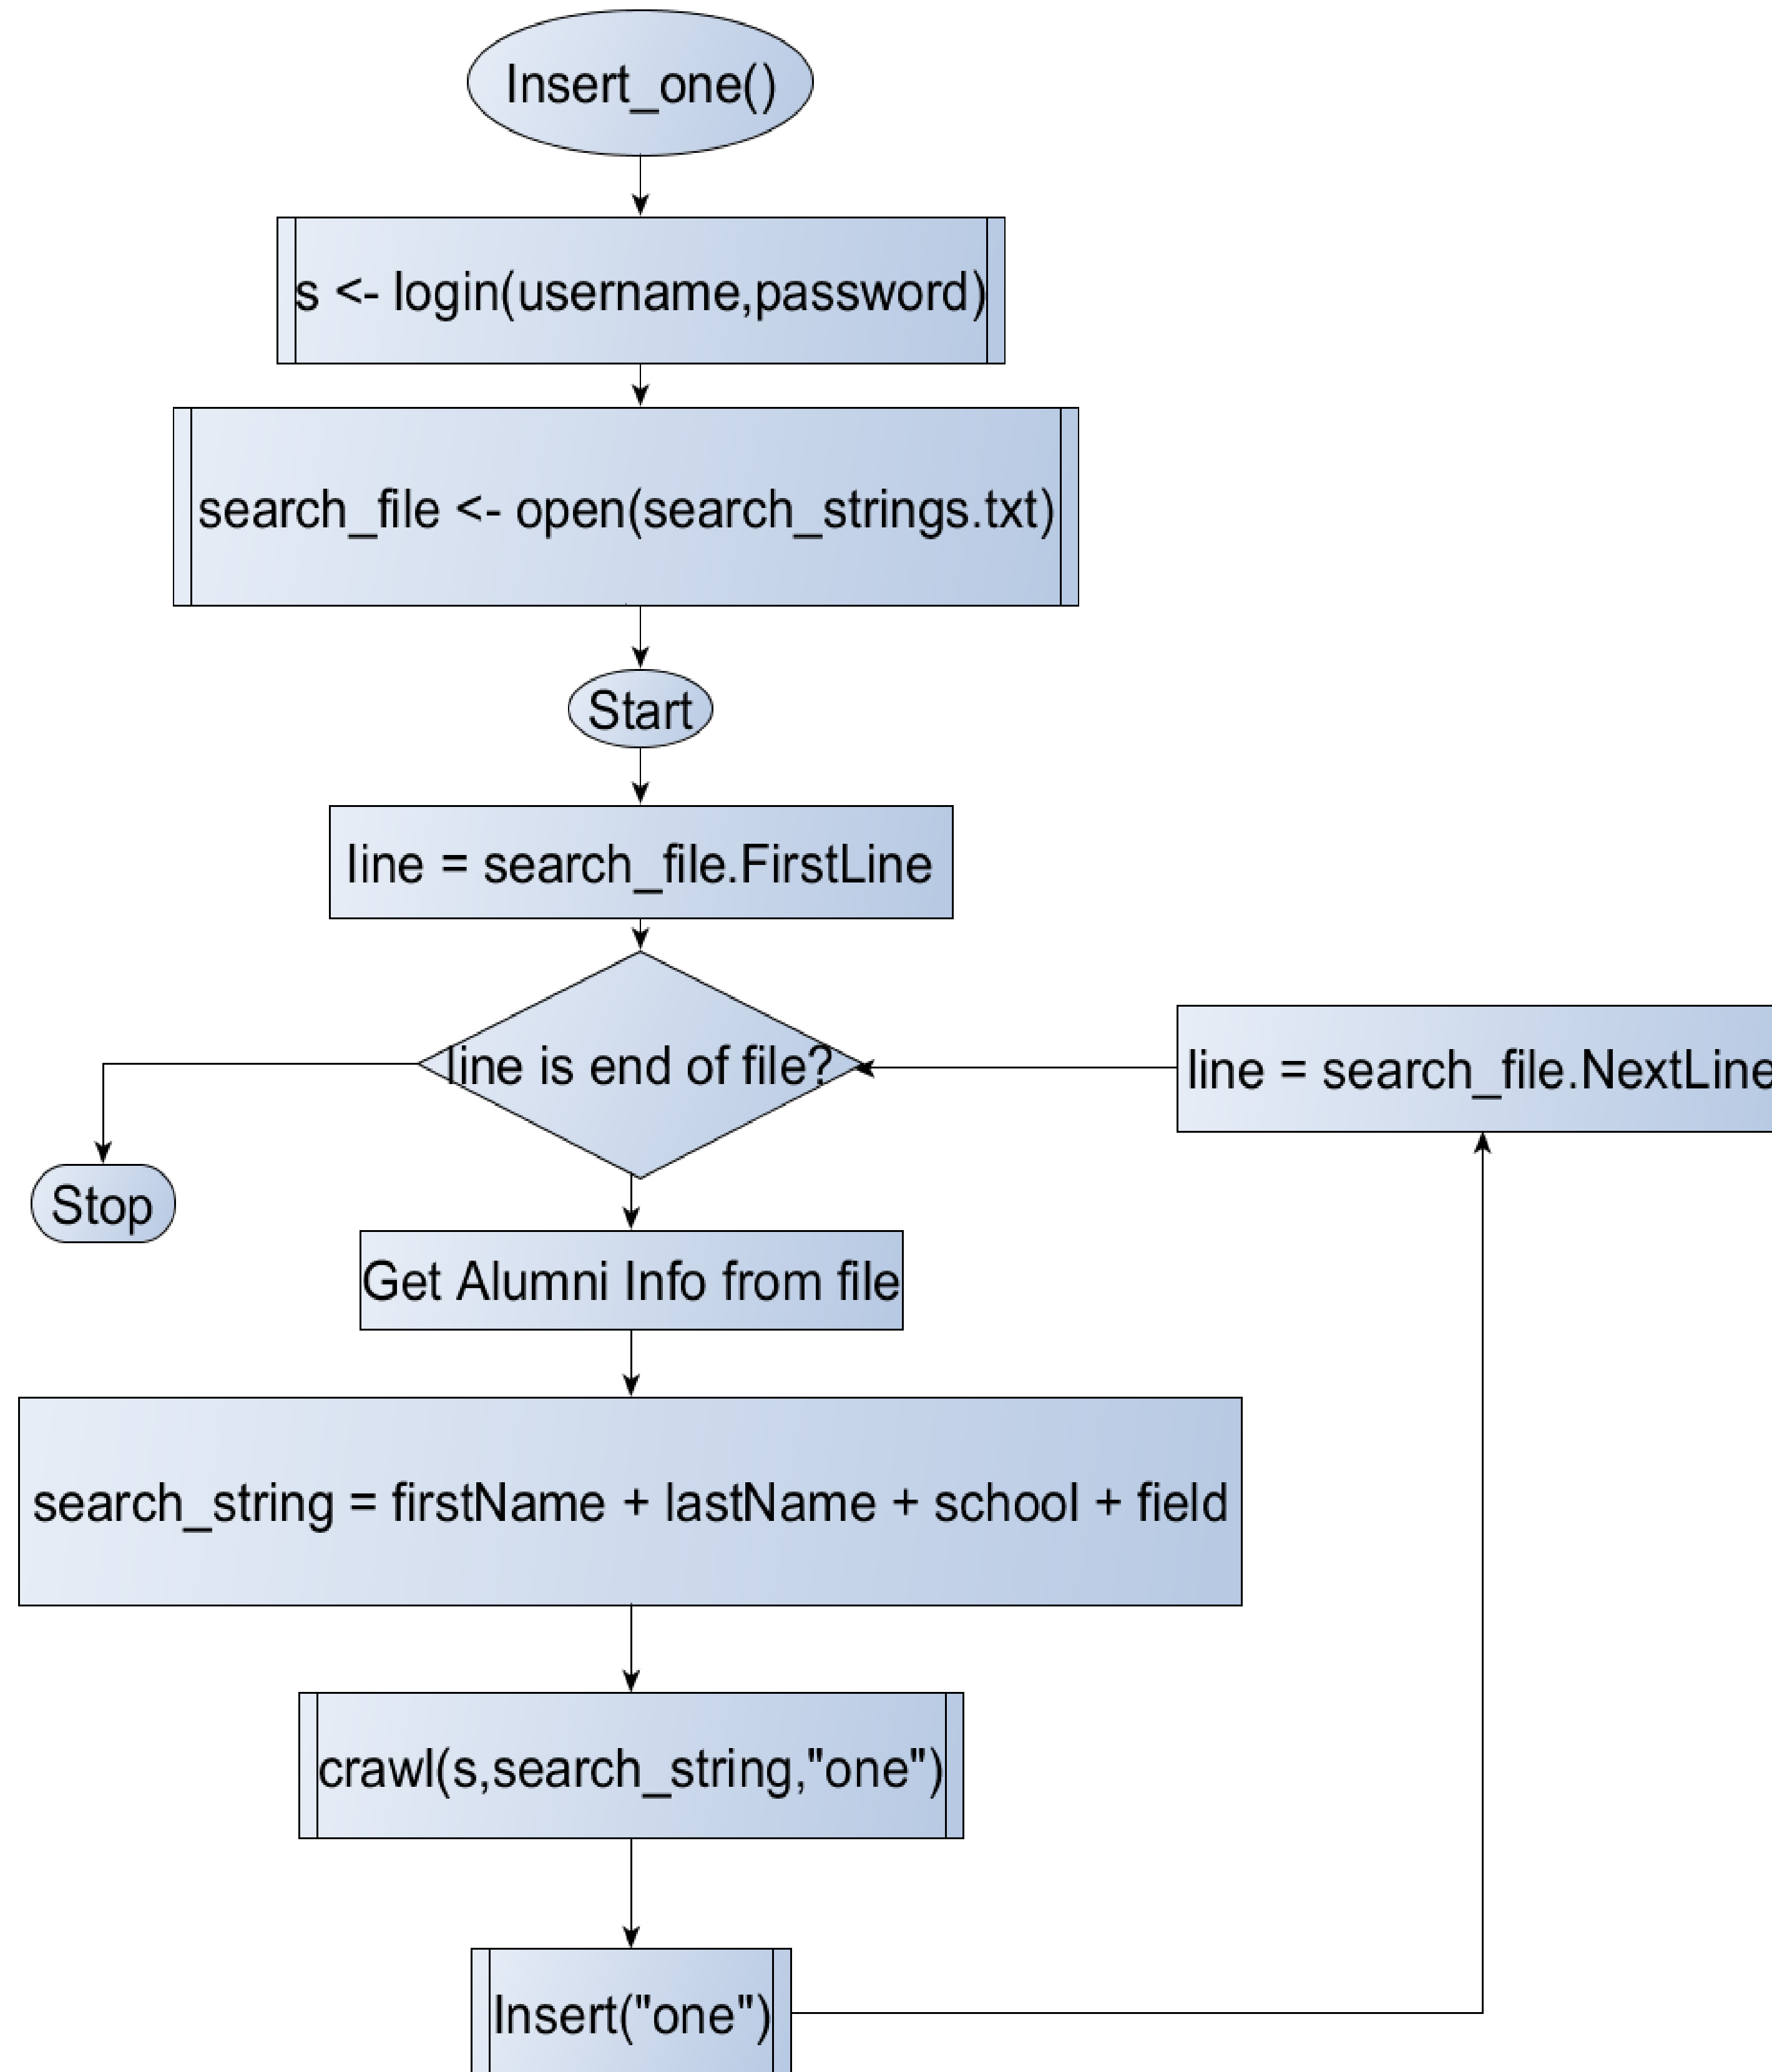 Insert_one()
s <- login(username,password)
search_file <- open(search_strings.txt)
Start
line = search_file.FirstLine
line is end of file?
line = search_file.NextLine
Stop
Get Alumni Info from file
search_string = firstName + lastName + school + field
crawl(s,search_string,"one")
Insert("one")